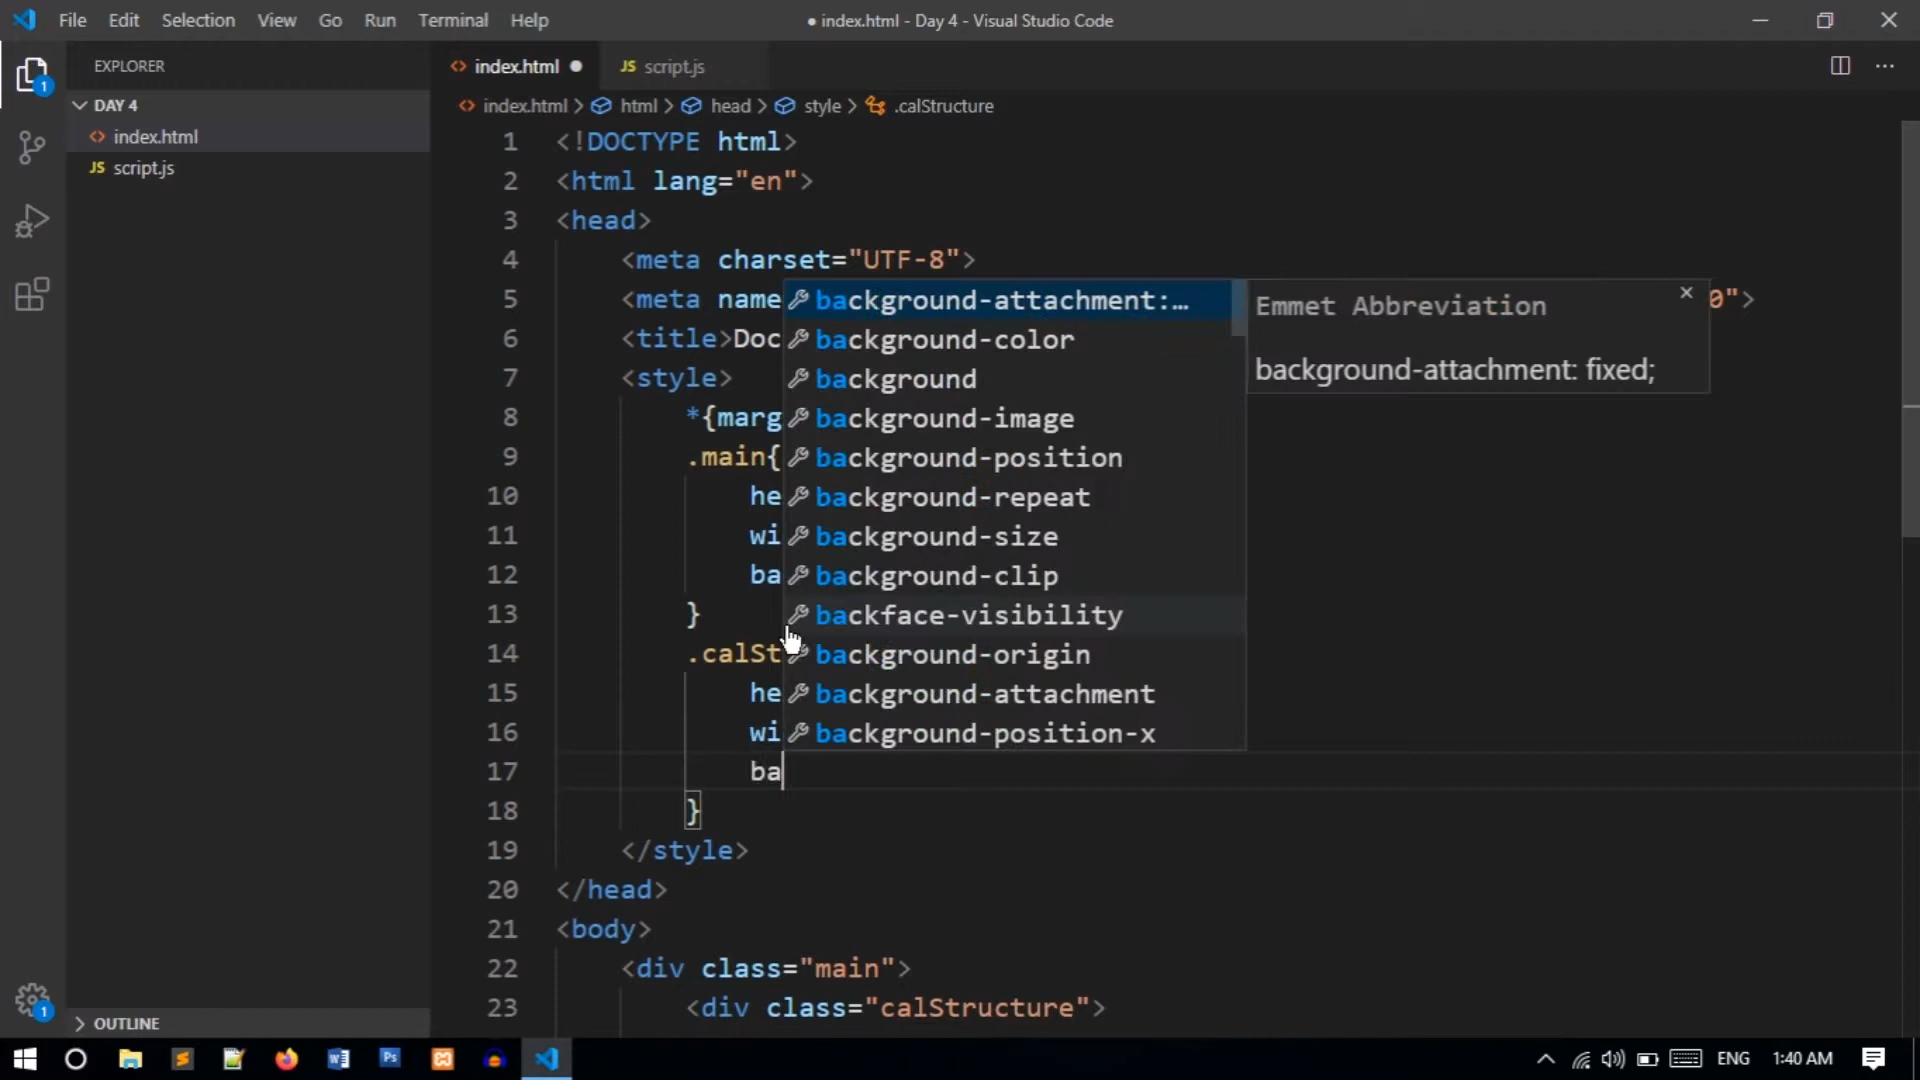 File Edit Selection View Go Run Terminal Help
● index.html - Day 4 - Visual Studio Code
EXPLORER
DAY 4
index.html
JS script.js
index.html ●
JS script.js
index.html > html > head > style > .calStructure
1 <!DOCTYPE html>
2 <html lang="en">
3 <head>
4 <meta charset="UTF-8">
5 <meta name 0">
6 <title>Doc
7 <style>
8 *{marg
9 .main{
10 he
11 wi
12 ba
13 }
14 .calSt
15 he
16 wi
17 ba
18 }
19 </style>
20 </head>
21 <body>
22 <div class="main">
23 <div class="calStructure">
background-attachment:…
background-color
background
background-image
background-position
background-repeat
background-size
background-clip
backface-visibility
background-origin
background-attachment
background-position-x
Emmet Abbreviation
background-attachment: fixed;
1
1
OUTLINE
Ps
ENG
1:40 AM